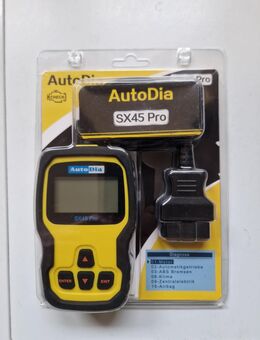 AutoDia
Pro
CHECK
AutoDia
SX45 Pro
AutoDia
SX45 Pro
ENTER
EXIT
Diagnose
01-Motor
02-Automatikgetriebe
03-ABS Bremsen
08-Klima
09-Zentralelektrik
15-Airbag